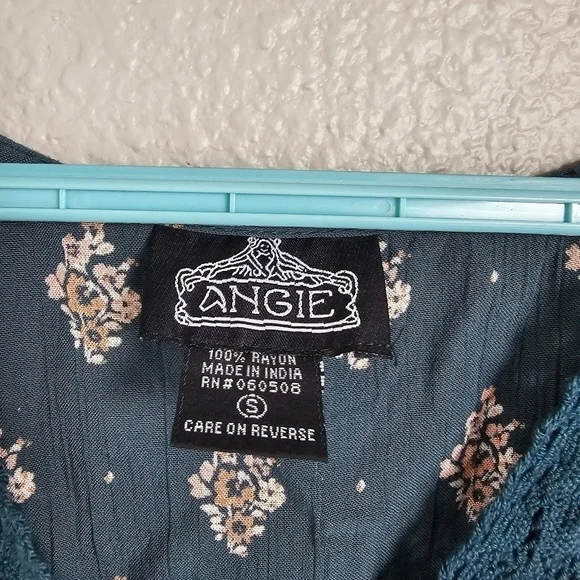 ANGIE
100% RAYON
MADE IN INDIA
RN#060508
S
CARE ON REVERSE